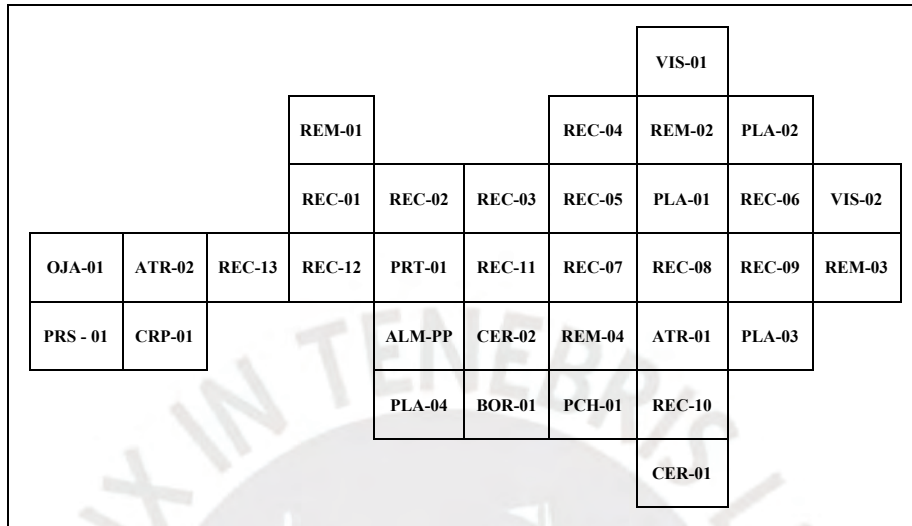 VIS-01
REM-01 REC-04 REM-02 PLA-02
REC-01 REC-02 REC-03 REC-05 PLA-01 REC-06 VIS-02
OJA-01 ATR-02 REC-13 REC-12 PRT-01 REC-11 REC-07 REC-08 REC-09 REM-03
PRS - 01 CRP-01 ALM-PP CER-02 REM-04 ATR-01 PLA-03
PLA-04 BOR-01 PCH-01 REC-10
CER-01
X IN TENEBRIS L